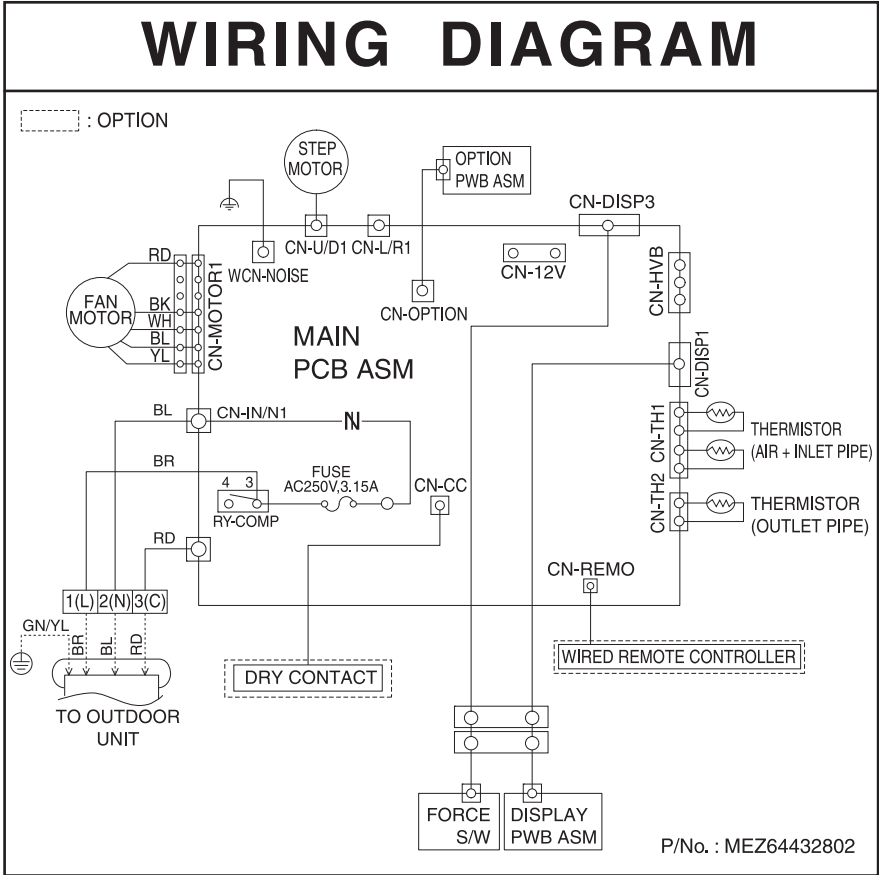 WIRING DIAGRAM
: OPTION
STEP
MOTOR
OPTION
PWB ASM
CN-DISP3
CN-U/D1
CN-L/R1
WCN-NOISE
CN-12V
CN-HVB
RD
FAN
MOTOR
BK
WH
BL
YL
CN-MOTOR1
CN-OPTION
MAIN
PCB ASM
CN-DISP1
BL
CN-IN/N1
N
CN-TH1
THERMISTOR
(AIR + INLET PIPE)
BR
4 3
RY-COMP
FUSE
AC250V,3.15A
CN-CC
CN-TH2
THERMISTOR
(OUTLET PIPE)
RD
CN-REMO
1(L) 2(N) 3(C)
GN/YL
BR
BL
RD
TO OUTDOOR
UNIT
DRY CONTACT
WIRED REMOTE CONTROLLER
FORCE
S/W
DISPLAY
PWB ASM
P/No. : MEZ64432802